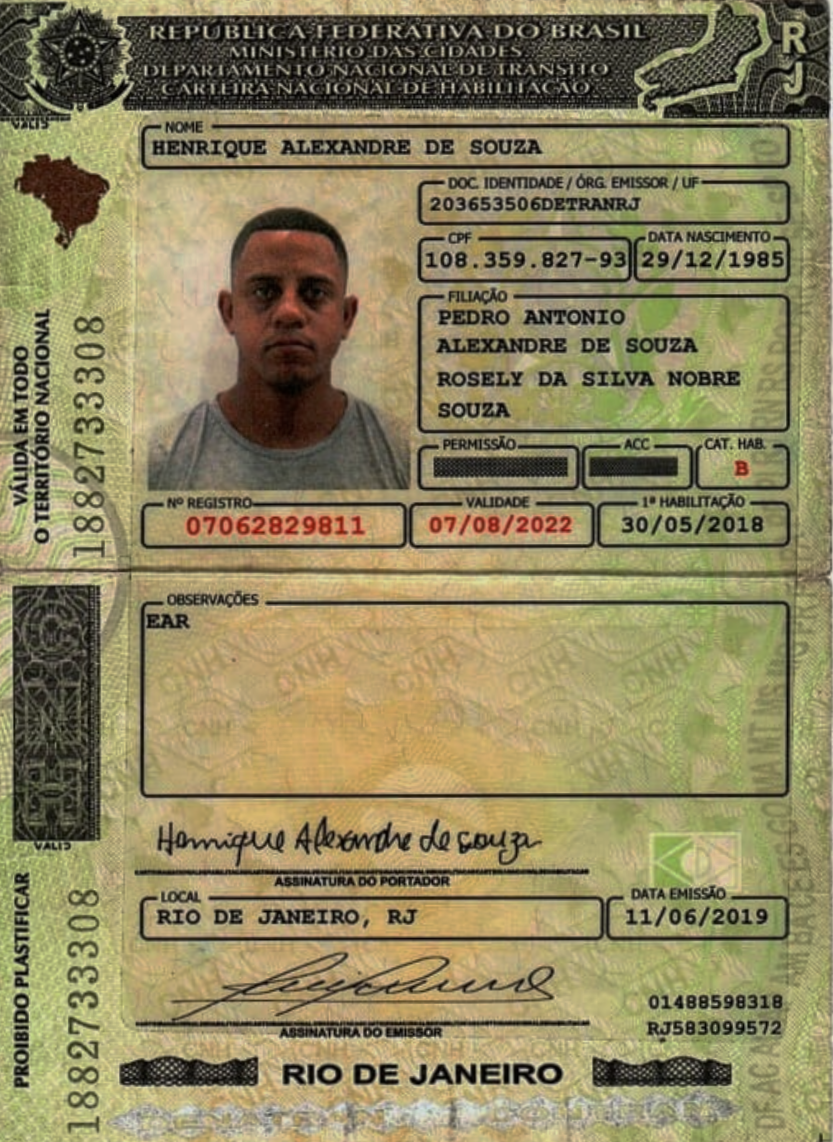 REPÚBLICA FEDERATIVA DO BRASIL
MINISTÉRIO DAS CIDADES
DEPARTAMENTO NACIONAL DE TRÂNSITO
CARTEIRA NACIONAL DE HABILITAÇÃO
RJ
NOME
HENRIQUE ALEXANDRE DE SOUZA
DOC. IDENTIDADE / ÓRG. EMISSOR / UF
203653506DETRANRJ
CPF
108.359.827-93
DATA NASCIMENTO
29/12/1985
FILIAÇÃO
PEDRO ANTONIO
ALEXANDRE DE SOUZA
ROSELY DA SILVA NOBRE
SOUZA
PERMISSÃO
ACC
CAT. HAB.
B
Nº REGISTRO
07062829811
VALIDADE
07/08/2022
1ª HABILITAÇÃO
30/05/2018
VÁLIDA EM TODO
O TERRITÓRIO NACIONAL
1882733308
OBSERVAÇÕES
EAR
Henrique Alexandre de souza
ASSINATURA DO PORTADOR
LOCAL
RIO DE JANEIRO, RJ
DATA EMISSÃO
11/06/2019
ASSINATURA DO EMISSOR
01488598318
RJ583099572
PROIBIDO PLASTIFICAR
1882733308
RIO DE JANEIRO